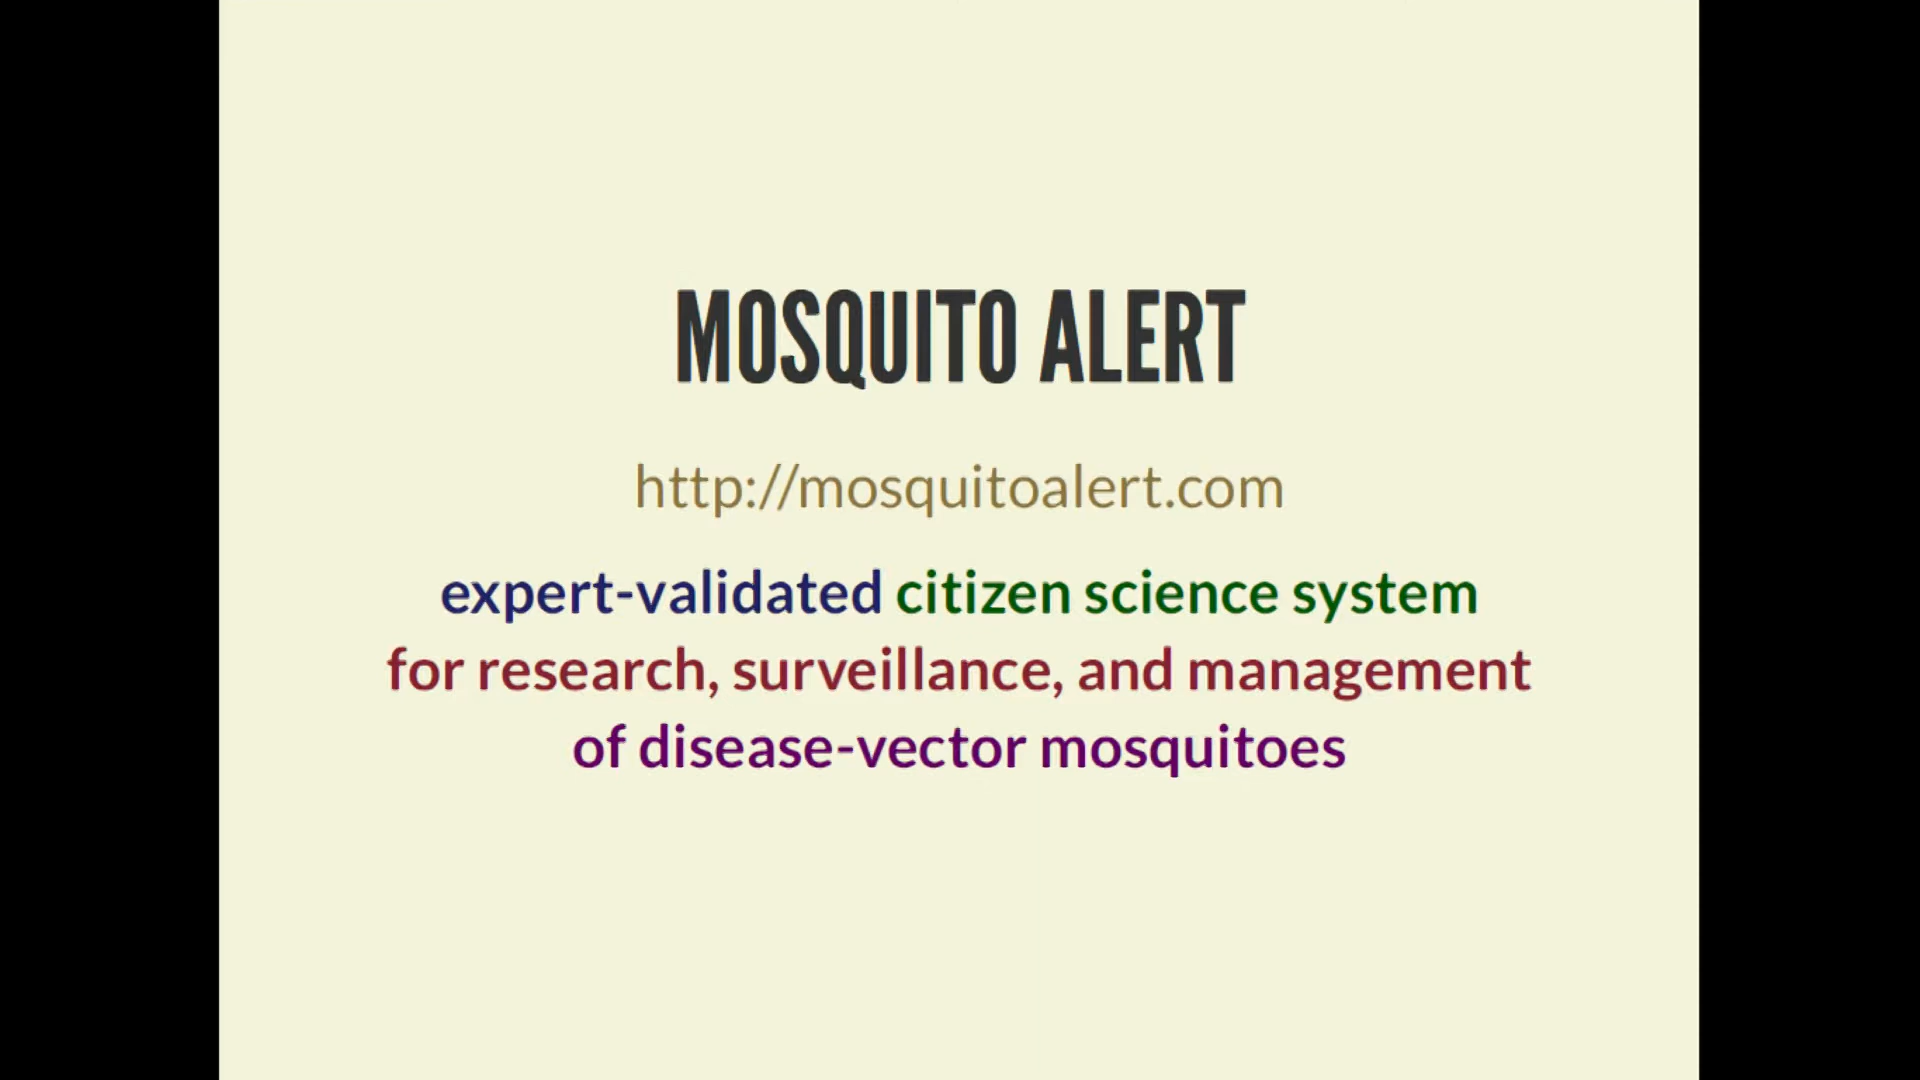 MOSQUITO ALERT
http://mosquitoalert.com
expert-validated citizen science system
for research, surveillance, and management
of disease-vector mosquitoes